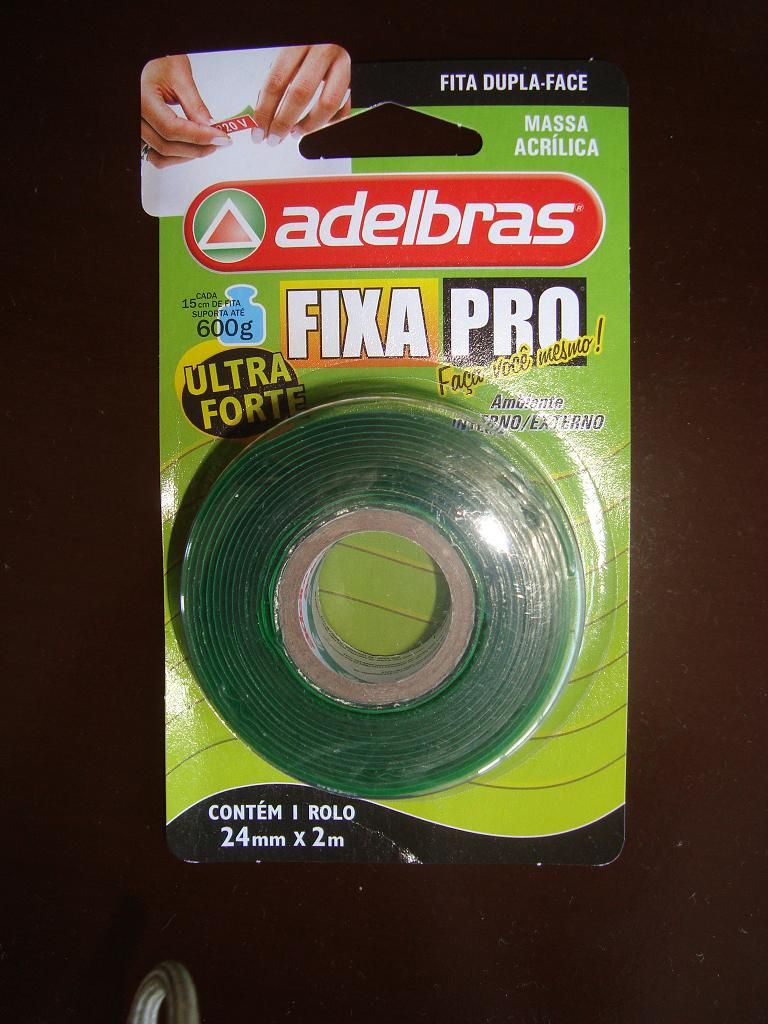 FITA DUPLA-FACE
MASSA
ACRÍLICA
220 V
adelbras®
CADA
15cm DE FITA
SUPORTA ATÉ
600g
FIXA PRO
Faça você mesmo!
ULTRA
FORTE
Ambiente
INTERNO/EXTERNO
CONTÉM 1 ROLO
24mm X 2m